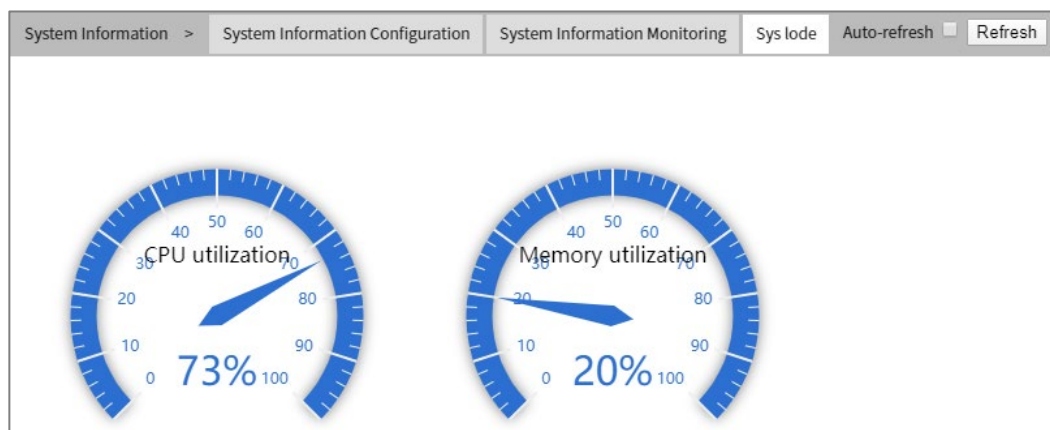 System Information > System Information Configuration System Information Monitoring Sys lode Auto-refresh Refresh
CPU utilization
0 10 20 30 40 50 60 70 80 90 100
73%
Memory utilization
0 10 20 30 40 50 60 70 80 90 100
20%